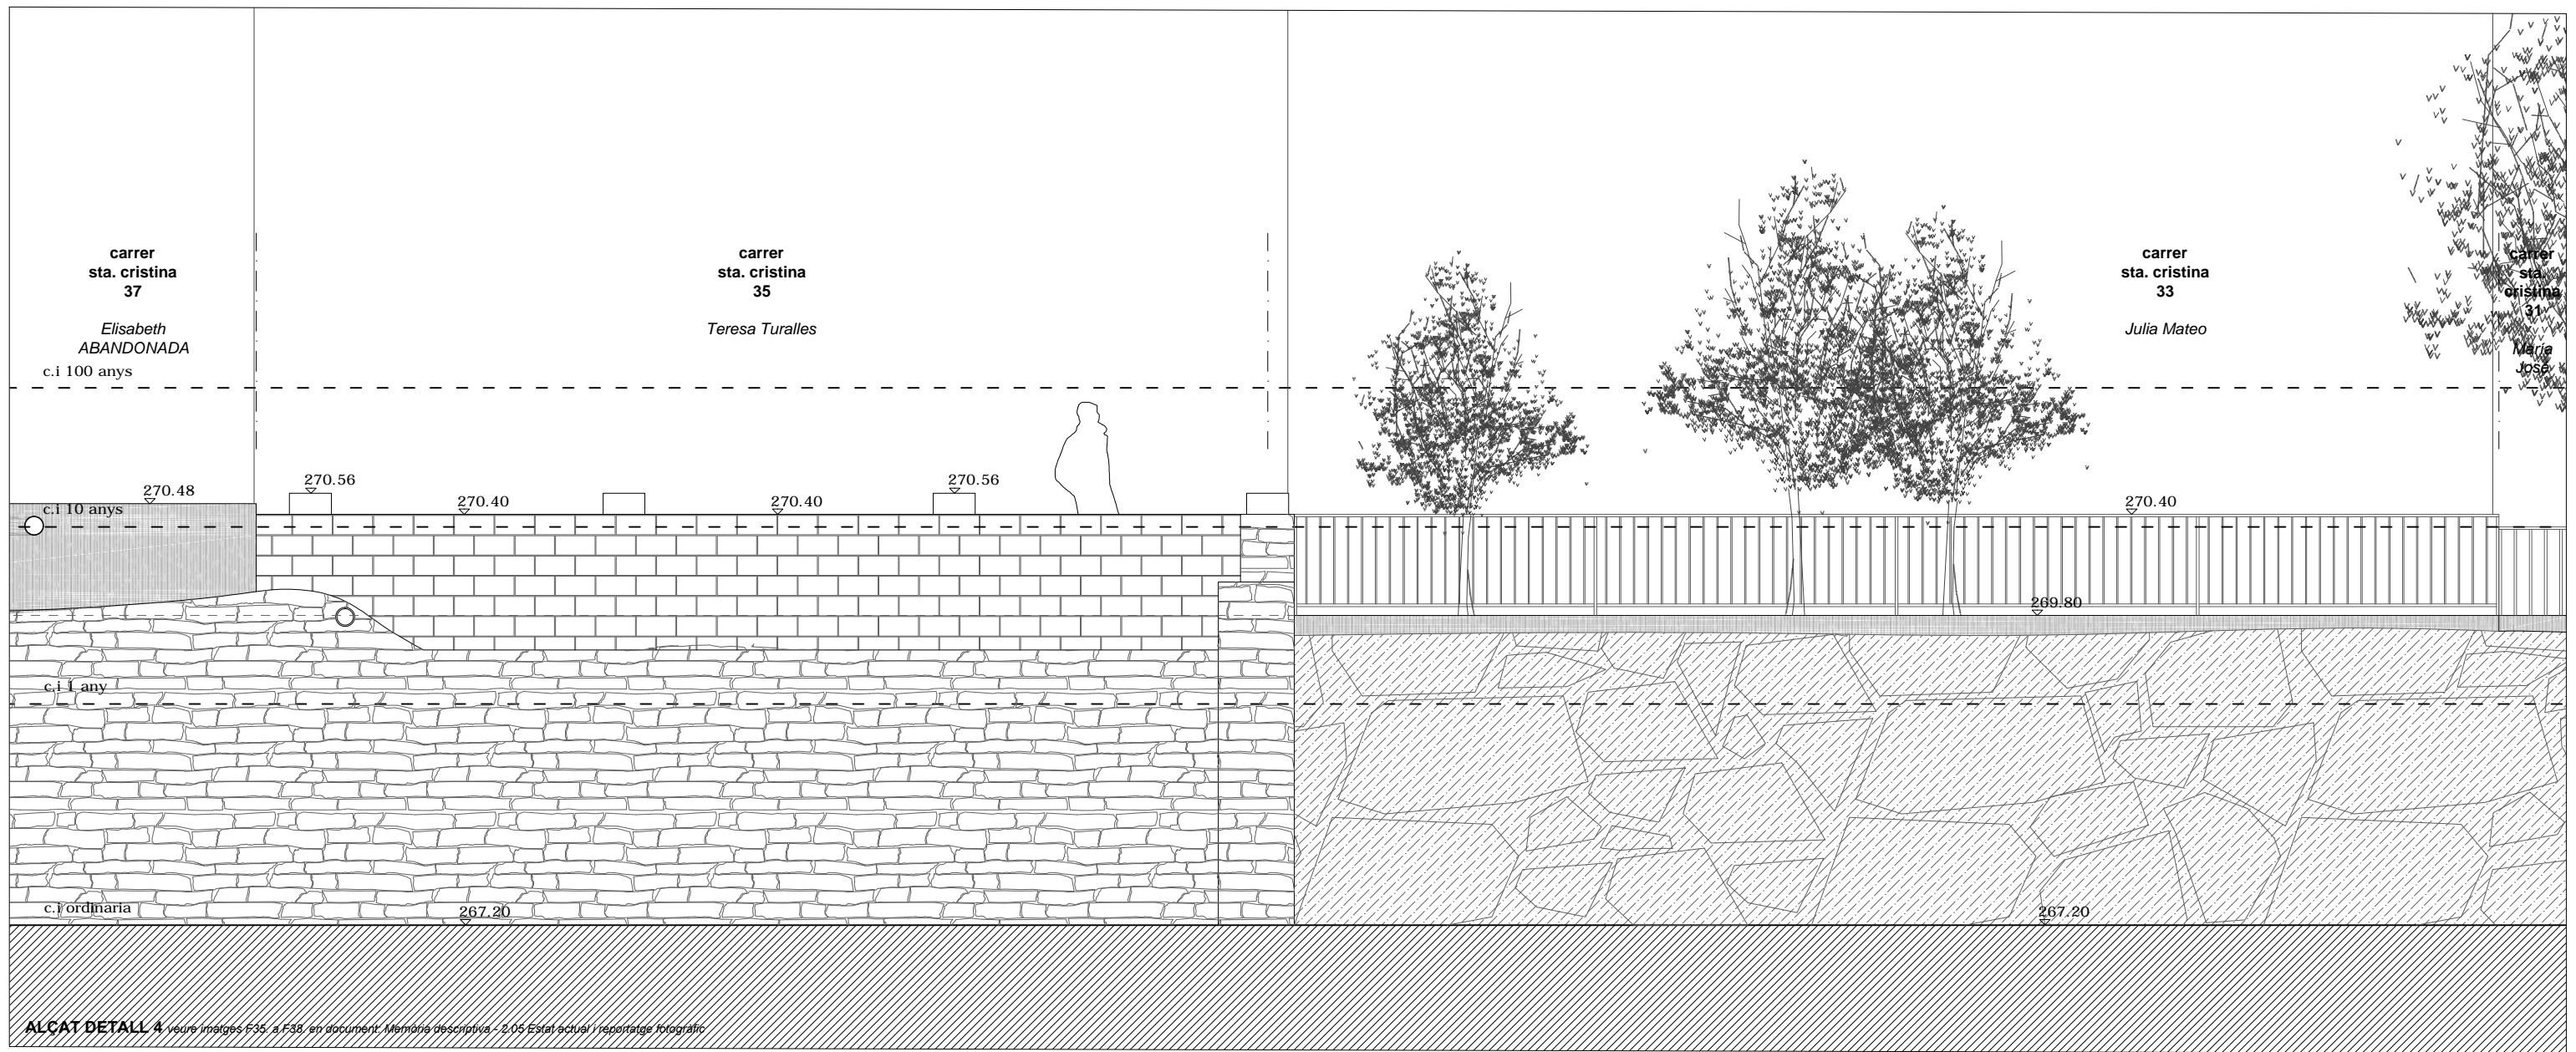 carrer
sta. cristina
37
Elisabeth
ABANDONADA
carrer
sta. cristina
35
Teresa Turalles
carrer
sta. cristina
33
Julia Mateo
carrer
sta.
cristina
31
Maria
José
c.i 100 anys
270.48
270.56
270.40
270.40
270.56
270.40
c.i 10 anys
269.80
c.i 1 any
c.i ordinaria
267.20
267.20
ALÇAT DETALL 4 veure imatges F35. a F38. en document: Memòria descriptiva - 2.05 Estat actual i reportatge fotogràfic